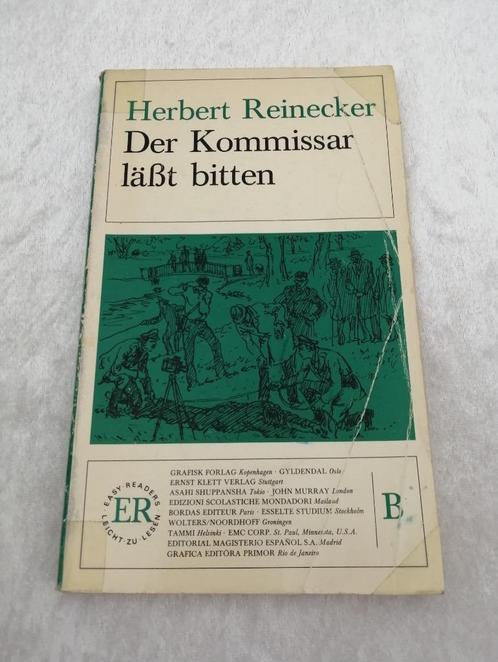 Herbert Reinecker
Der Kommissar
läßt bitten
EASY · READERS
ER
LEICHT · ZU · LESEN
GRAFISK FORLAG Kopenhagen · GYLDENDAL Oslo
ERNST KLETT VERLAG Stuttgart
ASAHI SHUPPANSHA Tokio · JOHN MURRAY London
EDIZIONI SCOLASTICHE MONDADORI Mailand
BORDAS EDITEUR Paris · ESSELTE STUDIUM Stockholm
WOLTERS/NOORDHOFF Groningen
TAMMI Helsinki · EMC CORP. St. Paul, Minnesota, U.S.A.
EDITORIAL MAGISTERIO ESPAÑOL S.A. Madrid
GRAFICA EDITÔRA PRIMOR Rio de Janeiro
B